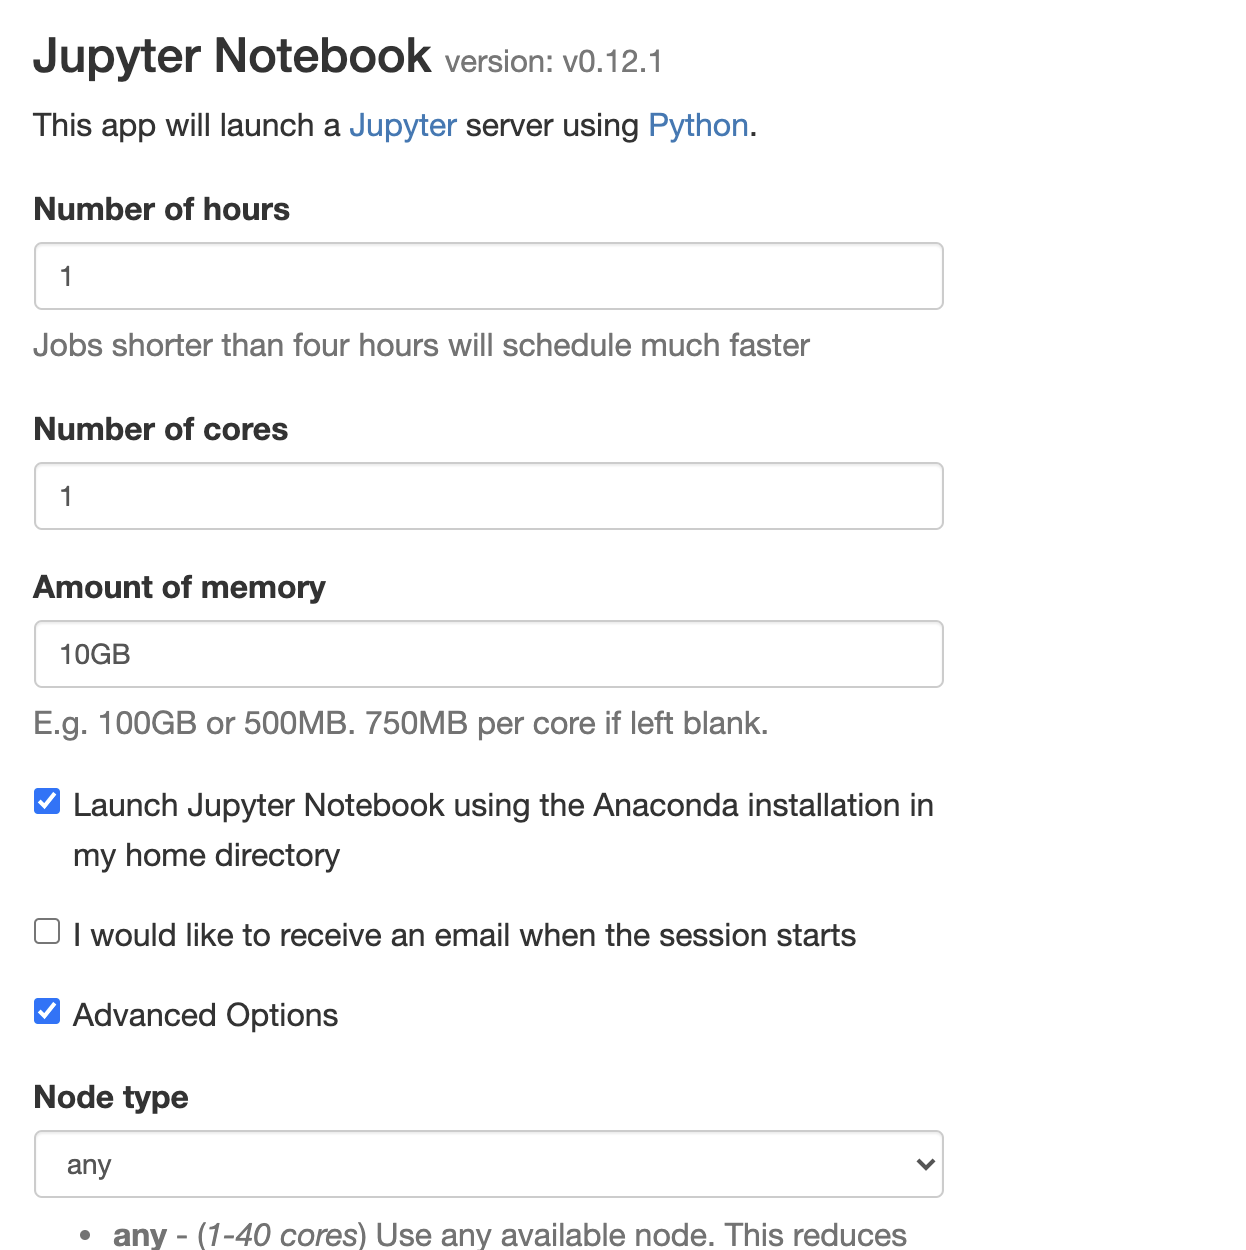 Jupyter Notebook version: v0.12.1
This app will launch a Jupyter server using Python.
Number of hours
1
Jobs shorter than four hours will schedule much faster
Number of cores
1
Amount of memory
10GB
E.g. 100GB or 500MB. 750MB per core if left blank.
Launch Jupyter Notebook using the Anaconda installation in
my home directory
I would like to receive an email when the session starts
Advanced Options
Node type
any
• any - (1-40 cores) Use any available node. This reduces